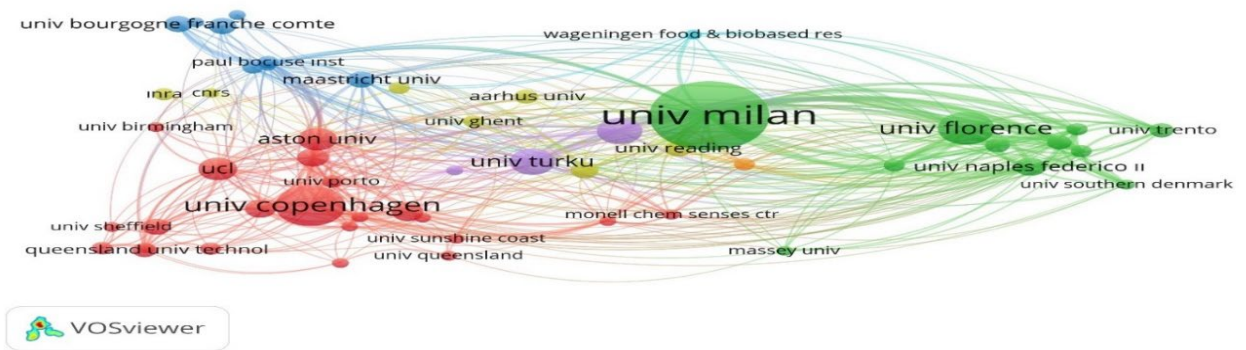 univ bourgogne franche comte
wageningen food & biobased res
paul bocuse inst
maastricht univ
inra
cnrs
aarhus univ
univ milan
univ birmingham
univ ghent
aston univ
univ florence
univ trento
univ reading
univ turku
ucl
univ naples federico ii
univ porto
univ southern denmark
univ copenhagen
monell chem senses ctr
univ sheffield
univ sunshine coast
queensland univ technol
univ queensland
massey univ
VOSviewer